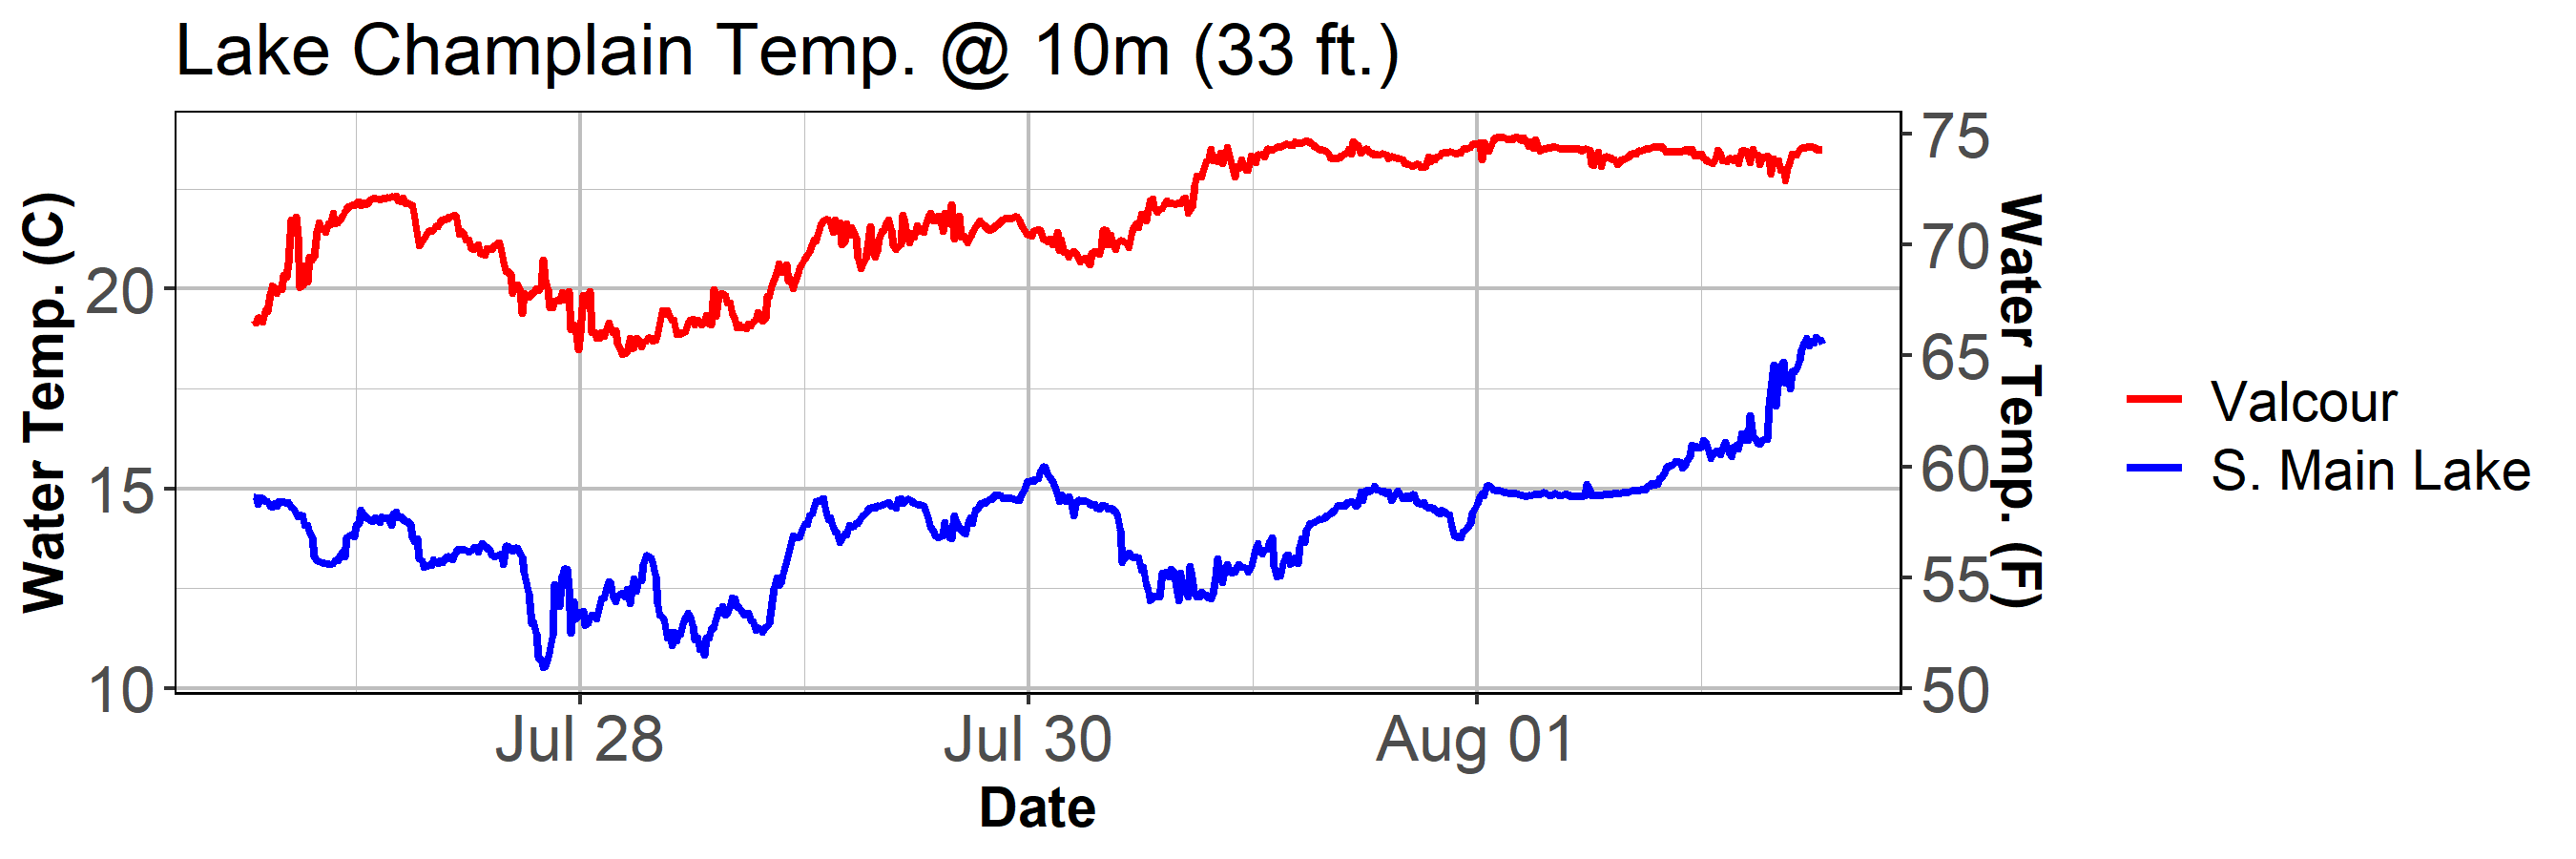 Lake Champlain Temp. @ 10m (33 ft.)
Water Temp. (C)
20
15
10
75
70
65
60
55
50
Water Temp. (F)
Valcour
S. Main Lake
Jul 28
Jul 30
Aug 01
Date